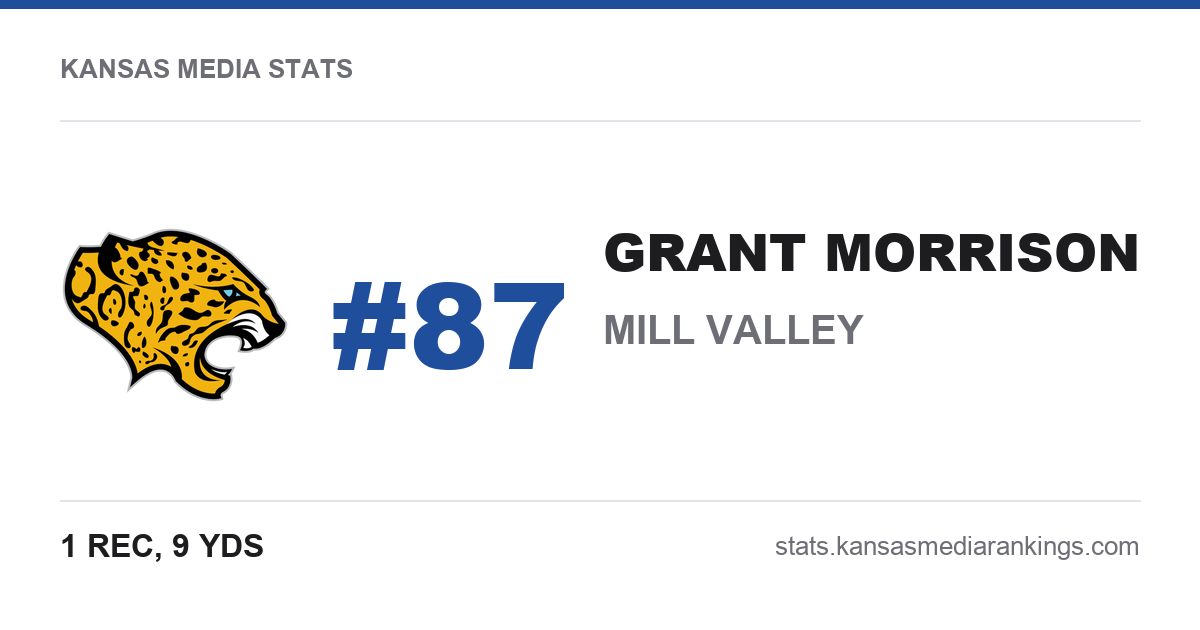 KANSAS MEDIA STATS
#87
GRANT MORRISON
MILL VALLEY
1 REC, 9 YDS
stats.kansasmediarankings.com